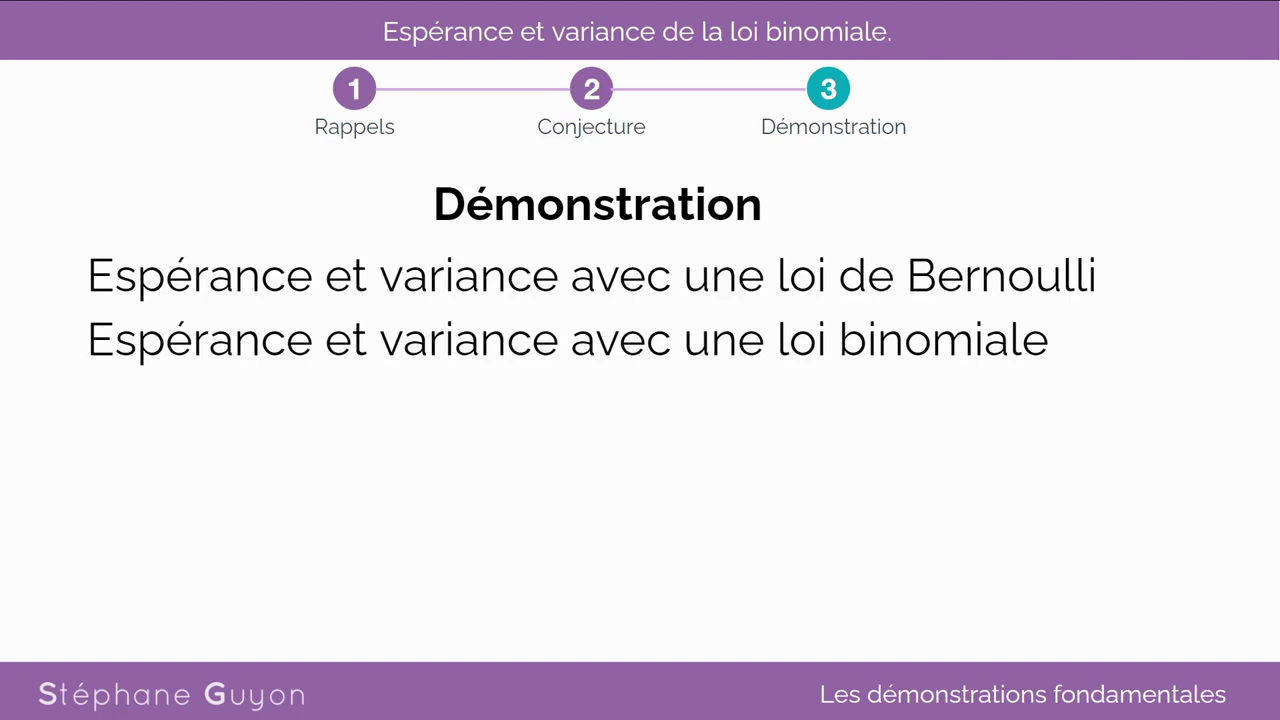 Espérance et variance de la loi binomiale.
1 2 3
Rappels Conjecture Démonstration
Démonstration
Espérance et variance avec une loi de Bernoulli
Espérance et variance avec une loi binomiale
Stéphane Guyon Les démonstrations fondamentales